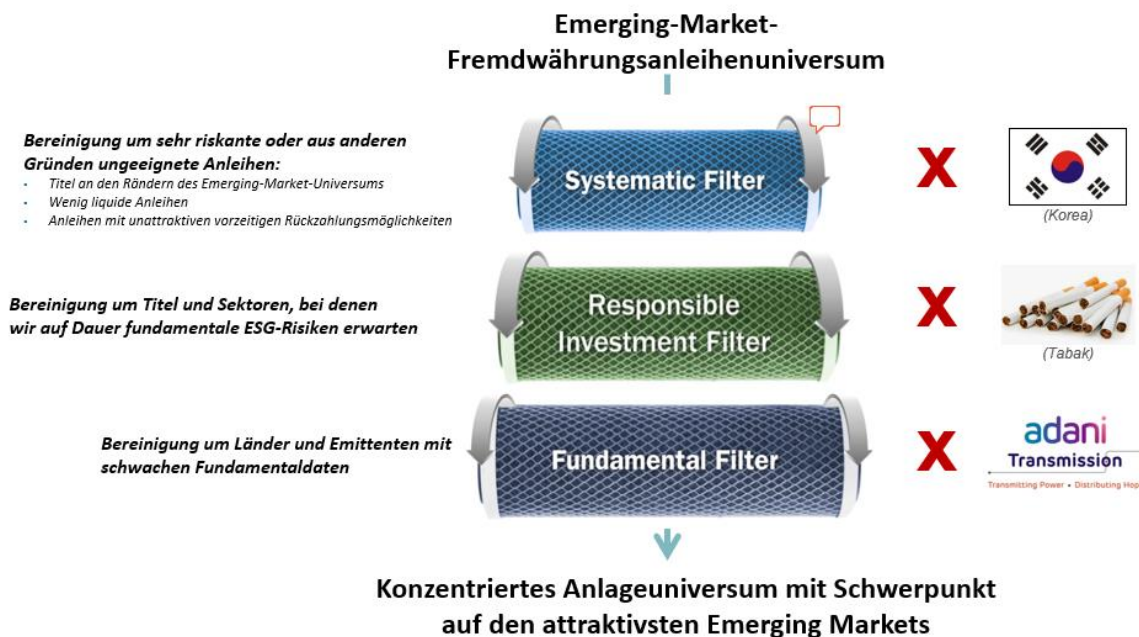 Emerging-Market-
Fremdwährungsanleihenuniversum
Bereinigung um sehr riskante oder aus anderen
Gründen ungeeignete Anleihen:
• Titel an den Rändern des Emerging-Market-Universums
• Wenig liquide Anleihen
• Anleihen mit unattraktiven vorzeitigen Rückzahlungsmöglichkeiten
Systematic Filter
X
(Korea)
Bereinigung um Titel und Sektoren, bei denen
wir auf Dauer fundamentale ESG-Risiken erwarten
Responsible
Investment Filter
X
(Tabak)
Bereinigung um Länder und Emittenten mit
schwachen Fundamentaldaten
Fundamental Filter
X
adani
Transmission
Transmitting Power • Distributing Hop
Konzentriertes Anlageuniversum mit Schwerpunkt
auf den attraktivsten Emerging Markets